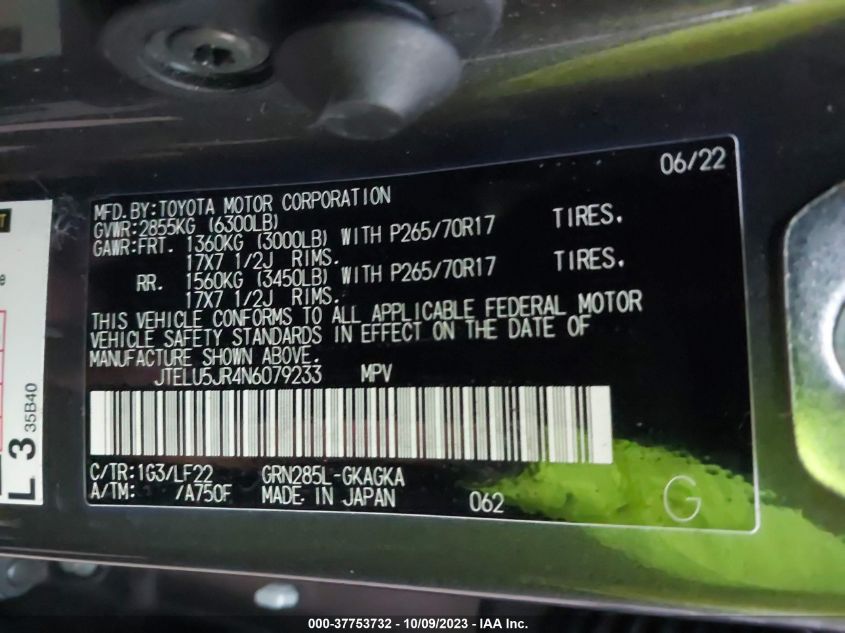 06/22
MFD.BY:TOYOTA MOTOR CORPORATION
GVWR:2855KG (6300LB)
GAWR:FRT. 1360KG (3000LB) WITH P265/70R17 TIRES.
17X7 1/2J RIMS.
RR. 1560KG (3450LB) WITH P265/70R17 TIRES.
17X7 1/2J RIMS.
THIS VEHICLE CONFORMS TO ALL APPLICABLE FEDERAL MOTOR
VEHICLE SAFETY STANDARDS IN EFFECT ON THE DATE OF
MANUFACTURE SHOWN ABOVE.
JTELU5JR4N6079233 MPV
C/TR:1G3/LF22 GRN285L-GKAGKA
A/TM: /A750F MADE IN JAPAN 062
G
L 3
35B40
000-37753732 - 10/09/2023 - IAA Inc.